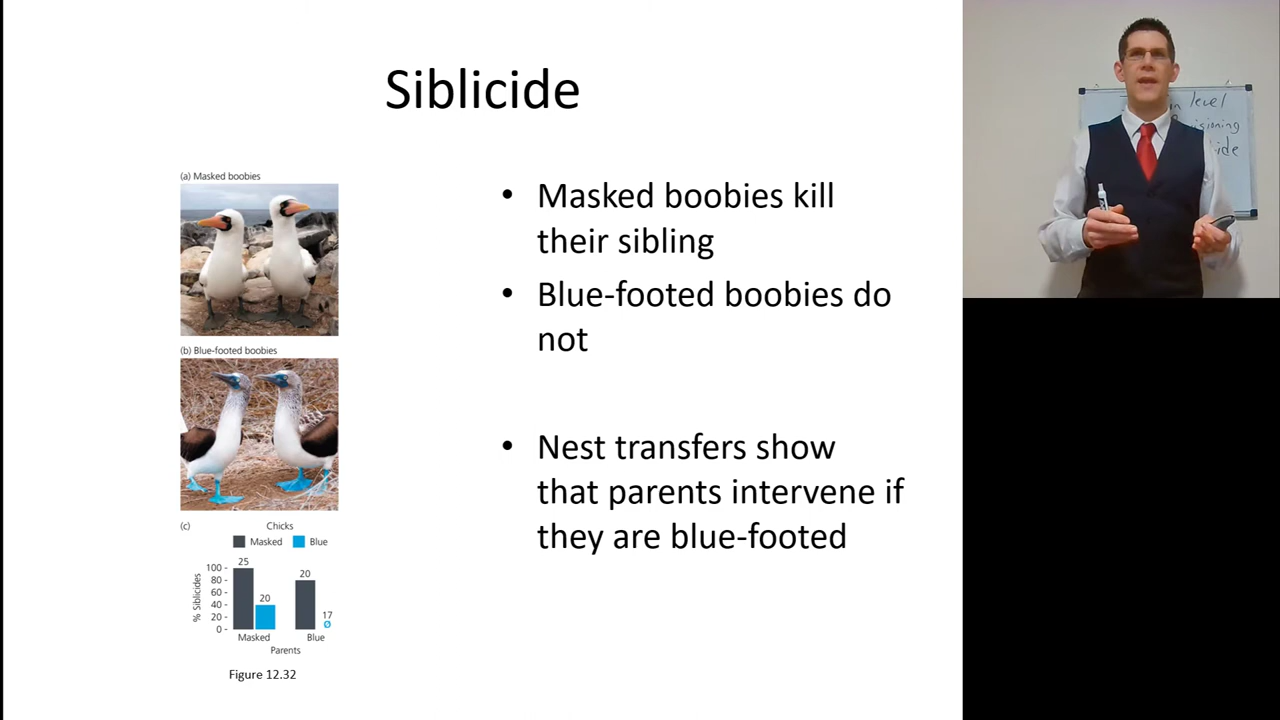 Siblicide
(a) Masked boobies
(b) Blue-footed boobies
(c)
Chicks
Masked Blue
% Siblicides
100 -
80 -
60 -
40 -
20 -
0 -
25
20
20
17
Ø
Masked Blue
Parents
Figure 12.32
• Masked boobies kill
their sibling
• Blue-footed boobies do
not
• Nest transfers show
that parents intervene if
they are blue-footed
level